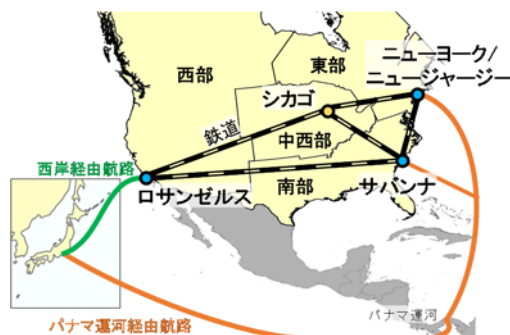 ニューヨーク/
ニュージャージー
東部
西部
シカゴ
鉄道
中西部
西岸経由航路
ロサンゼルス
南部
サバンナ
パナマ運河
パナマ運河経由航路